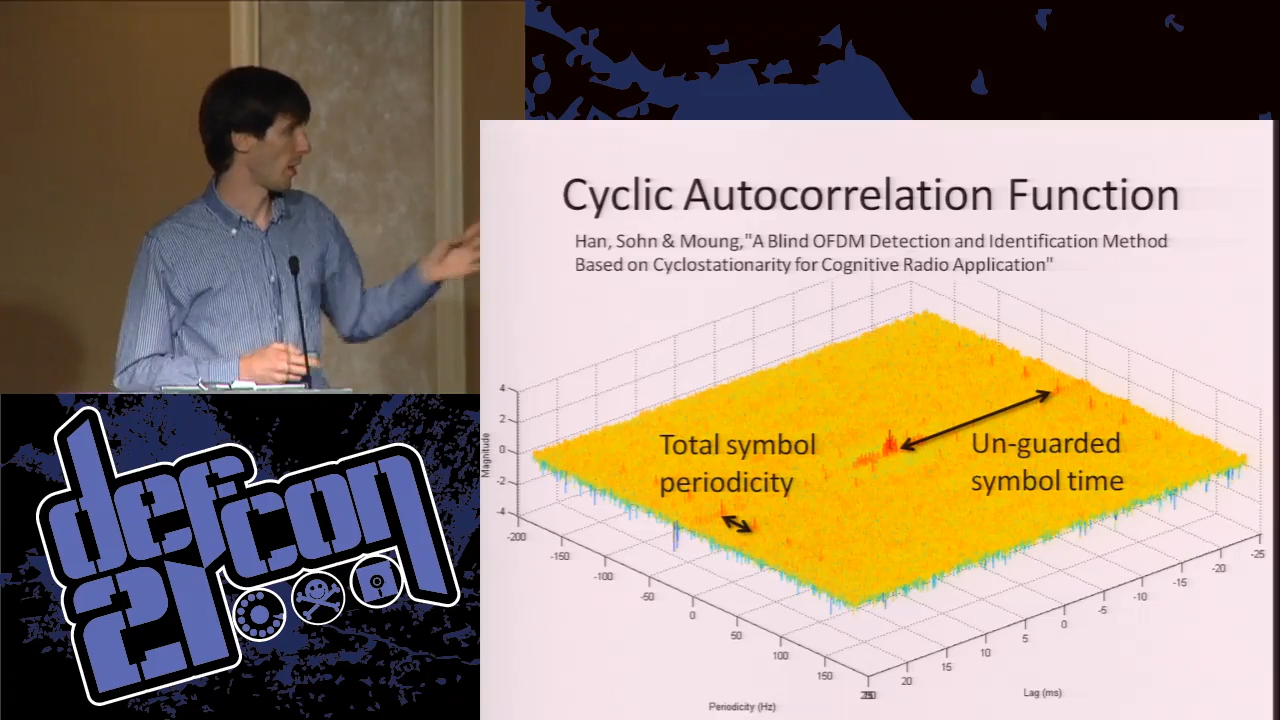 Cyclic Autocorrelation Function
Han, Sohn & Moung,"A Blind OFDM Detection and Identification Method
Based on Cyclostationarity for Cognitive Radio Application"
Total symbol
periodicity
Un-guarded
symbol time
4
2
0
-2
-4
Magnitude
-200
-150
-100
-50
0
50
100
150
Periodicity (Hz)
20
15
10
5
0
-5
-10
-15
-20
-25
Lag (ms)
defcon
21